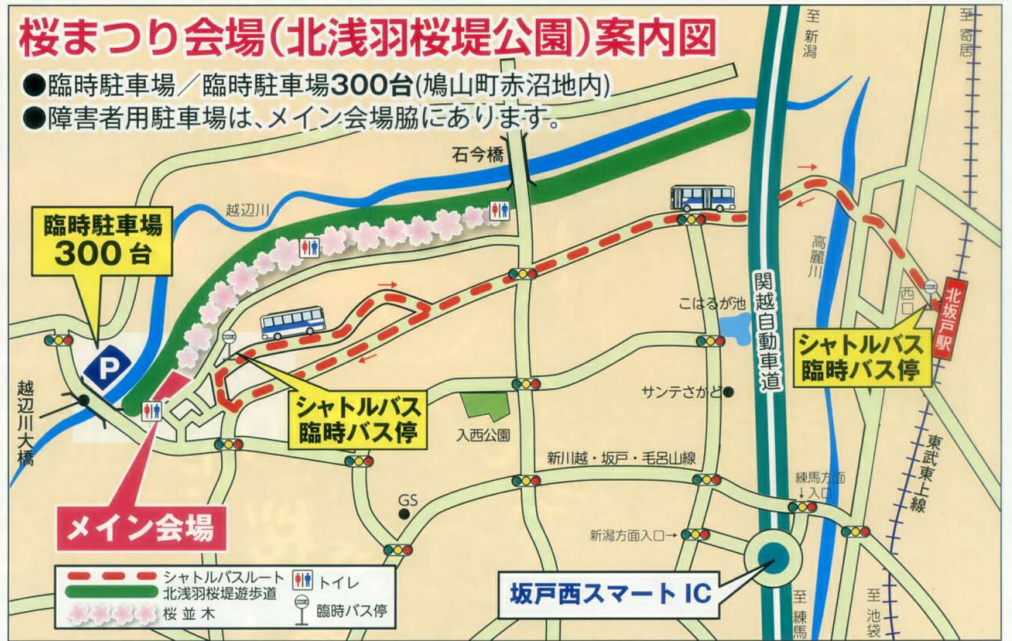 桜まつり会場(北浅羽桜堤公園)案内図
●臨時駐車場／臨時駐車場300台(鳩山町赤沼地内)
●障害者用駐車場は、メイン会場脇にあります。
至 新潟
至 寄居
石今橋
越辺川
臨時駐車場
300台
P
高麗川
関越自動車道
西口
北坂戸駅
こはるが池
シャトルバス
臨時バス停
シャトルバス
臨時バス停
サンテさかど
越辺川大橋
入西公園
東武東上線
新川越・坂戸・毛呂山線
練馬方面
↓入口
GS
メイン会場
新潟方面入口→
坂戸西スマートIC
至 練馬
至 池袋
シャトルバスルート
トイレ
北浅羽桜堤遊歩道
桜並木
臨時バス停